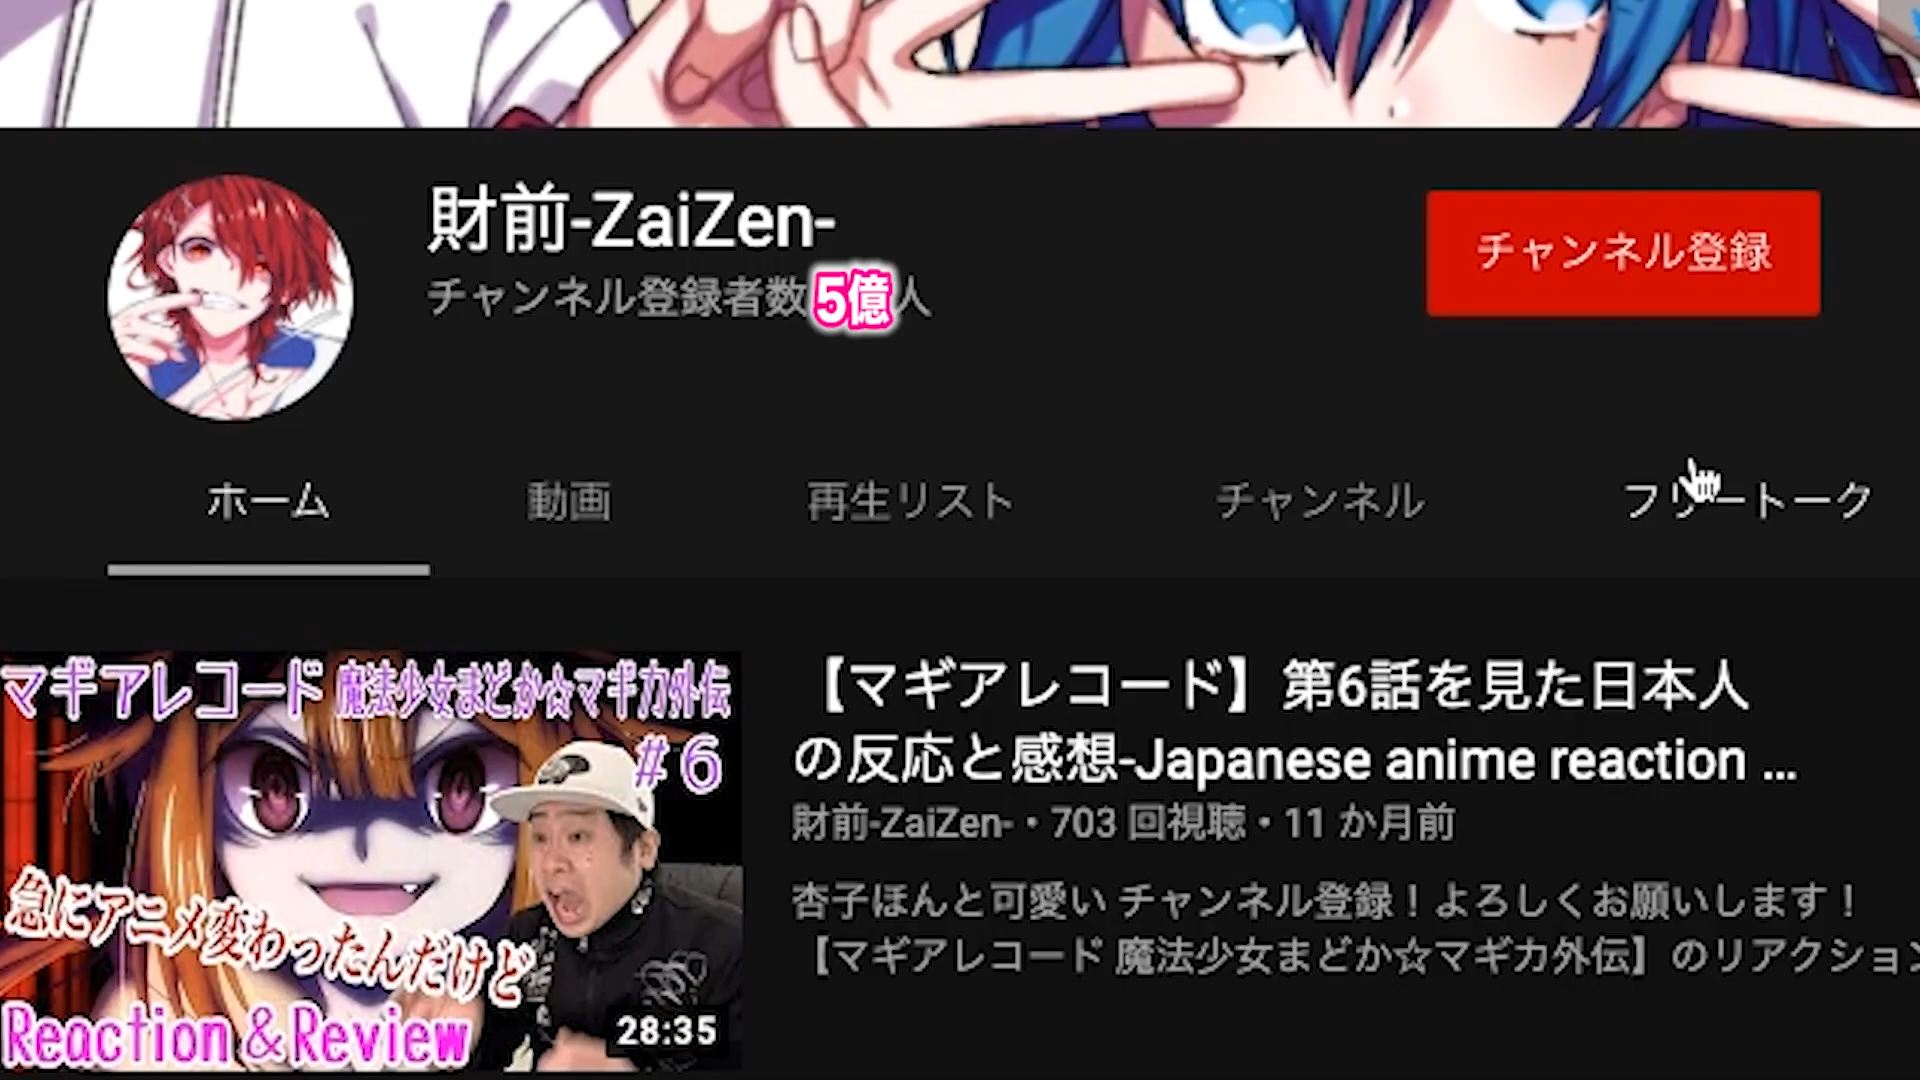 財前-ZaiZen-
チャンネル登録者数5億人
チャンネル登録
ホーム
動画
再生リスト
チャンネル
フリートーク
マギアレコード 魔法少女まどか☆マギカ外伝
#6
急にアニメ変わったんだけど
Reaction&Review
28:35
【マギアレコード】第6話を見た日本人
の反応と感想-Japanese anime reaction ...
財前-ZaiZen-・703 回視聴・11 か月前
杏子ほんと可愛い チャンネル登録！よろしくお願いします！
【マギアレコード 魔法少女まどか☆マギカ外伝】のリアクション